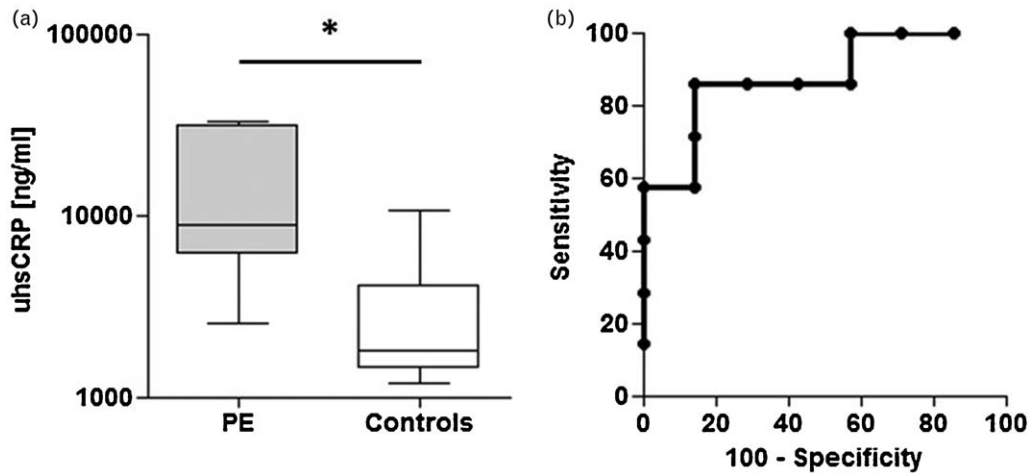 (a)
*
100000
10000
1000
uhsCRP [ng/ml]
PE Controls
(b)
100
80
60
40
20
0
Sensitivity
0 20 40 60 80 100
100 - Specificity